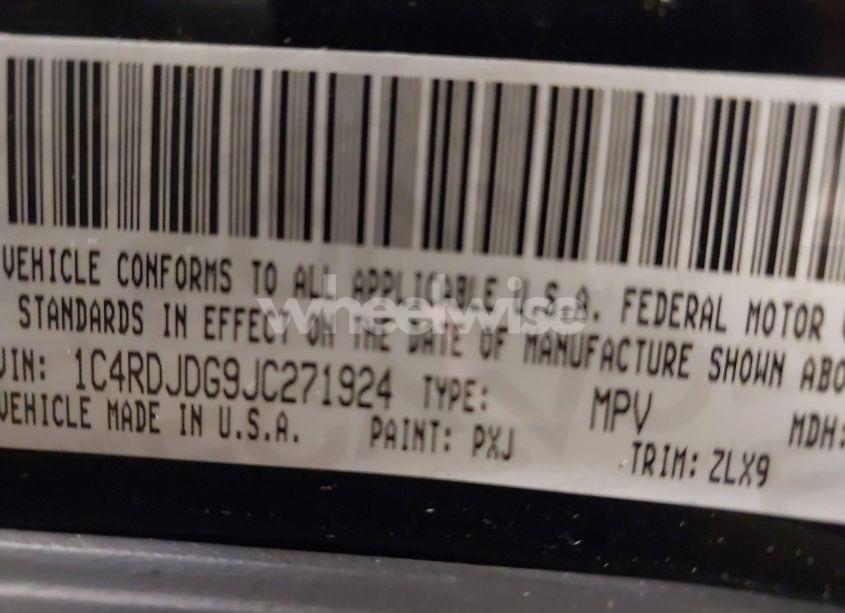 VEHICLE CONFORMS TO ALL APPLICABLE U.S.A. FEDERAL MOTOR
STANDARDS IN EFFECT ON THE DATE OF MANUFACTURE SHOWN ABO
VIN: 1C4RDJDG9JC271924 TYPE: MPV MDH:
VEHICLE MADE IN U.S.A. PAINT: PXJ TRIM: ZLX9
wheelwise